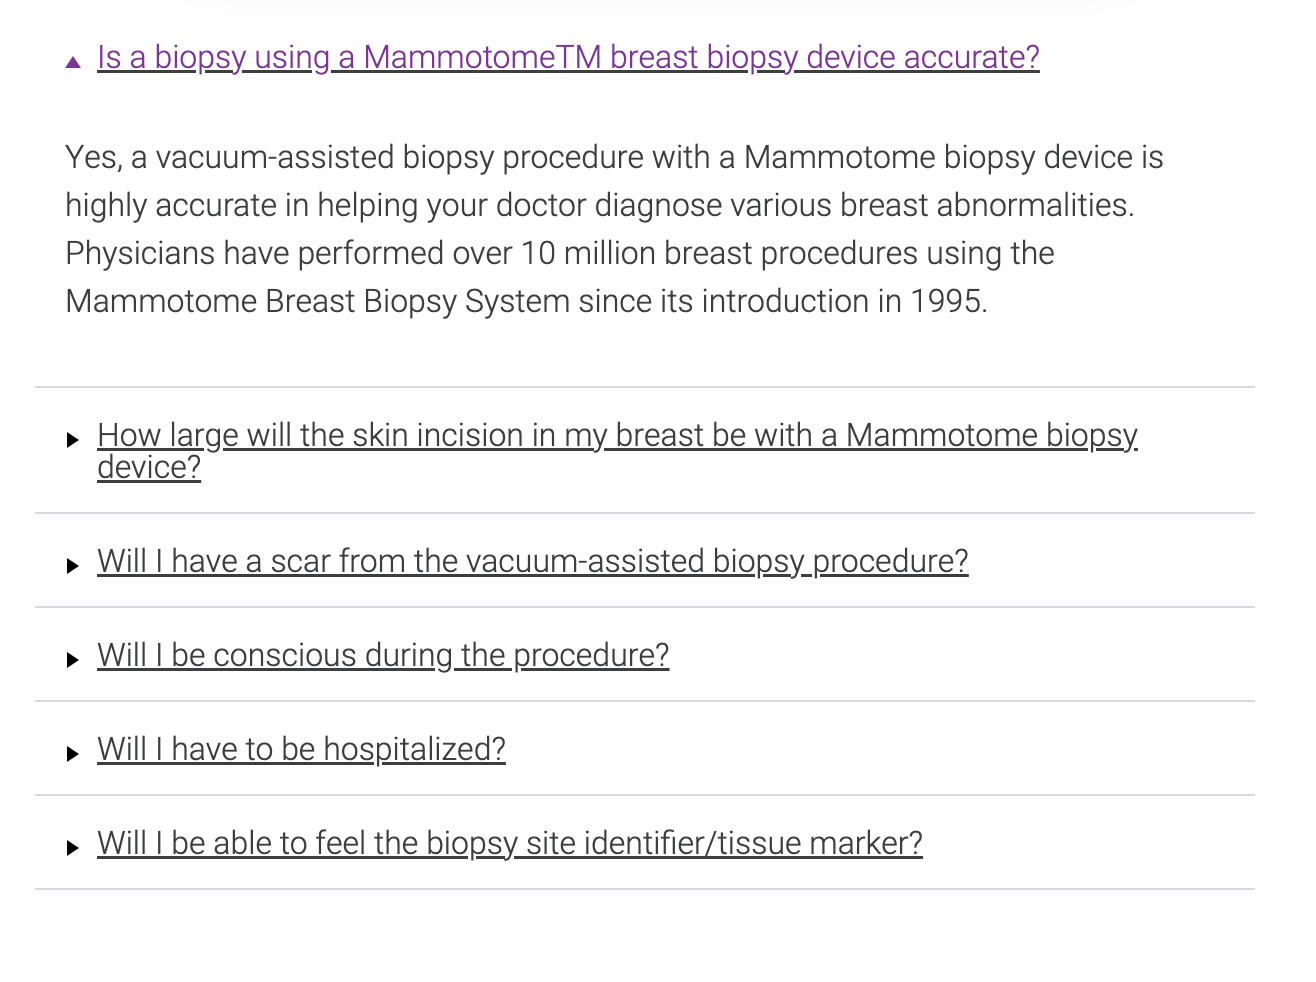 Is a biopsy using a MammotomeTM breast biopsy device accurate?
Yes, a vacuum-assisted biopsy procedure with a Mammotome biopsy device is
highly accurate in helping your doctor diagnose various breast abnormalities.
Physicians have performed over 10 million breast procedures using the
Mammotome Breast Biopsy System since its introduction in 1995.
How large will the skin incision in my breast be with a Mammotome biopsy
device?
Will I have a scar from the vacuum-assisted biopsy procedure?
Will I be conscious during the procedure?
Will I have to be hospitalized?
Will I be able to feel the biopsy site identifier/tissue marker?